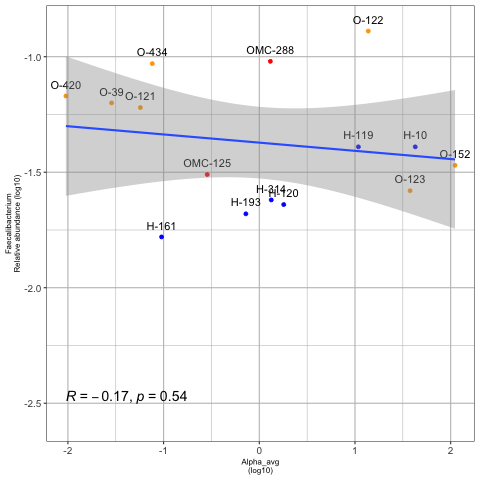 O-122
OMC-288
O-434
O-420
O-39
O-121
H-119
H-10
O-152
OMC-125
O-123
H-314
H-120
H-193
H-161
R = −0.17, p = 0.54
-1.0
-1.5
-2.0
-2.5
Faecalibacterium
Relative abundance (log10)
-2 -1 0 1 2
Alpha_avg
(log10)